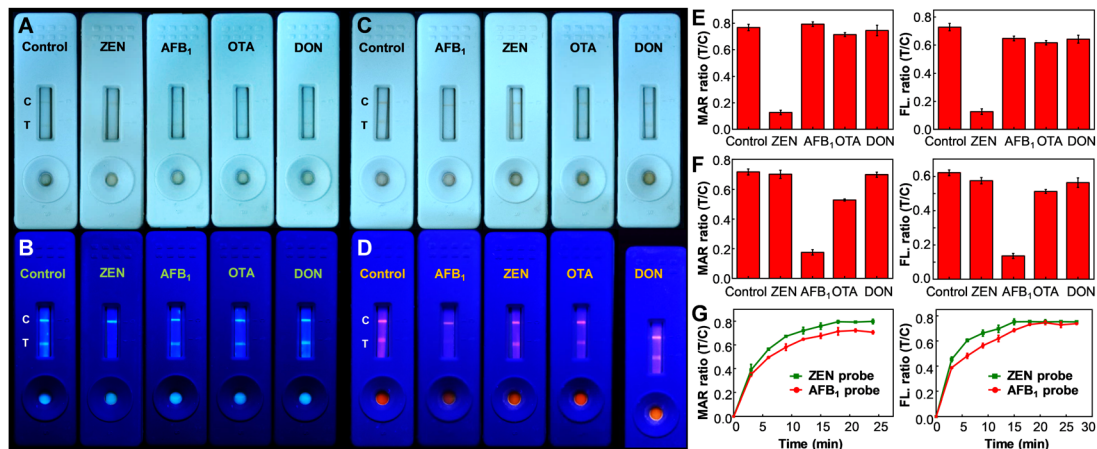 A
Control
ZEN
AFB₁
OTA
DON
C
T
C
Control
AFB₁
ZEN
OTA
DON
B
Control
ZEN
AFB₁
OTA
DON
C
T
D
Control
AFB₁
ZEN
OTA
DON
C
T
E
MAR ratio (T/C)
0.8
0.6
0.4
0.2
0.0
Control ZEN AFB₁ OTA DON
FL. ratio (T/C)
0.8
0.6
0.4
0.2
0.0
Control ZEN AFB₁ OTA DON
F
MAR ratio (T/C)
0.8
0.6
0.4
0.2
0.0
Control ZEN AFB₁ OTA DON
FL. ratio (T/C)
0.6
0.4
0.2
0.0
Control ZEN AFB₁ OTA DON
G
MAR ratio (T/C)
0.8
0.6
0.4
0.2
0.0
ZEN probe
AFB₁ probe
0 5 10 15 20 25
Time (min)
FL. ratio (T/C)
0.8
0.6
0.4
0.2
0.0
ZEN probe
AFB₁ probe
0 5 10 15 20 25 30
Time (min)